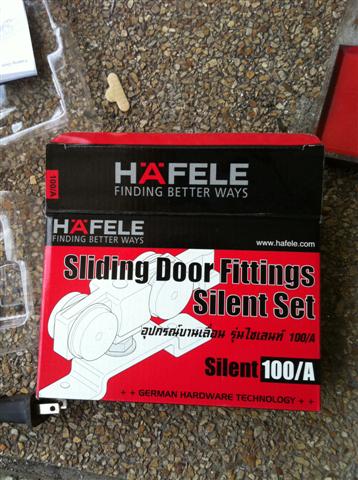 HÄFELE
FINDING BETTER WAYS
100/A
HÄFELE
FINDING BETTER WAYS
www.hafele.com
Sliding Door Fittings
Silent Set
อุปกรณ์บานเลื่อน รุ่นไซเลนท์ 100/A
Silent 100/A
+ + GERMAN HARDWARE TECHNOLOGY + +